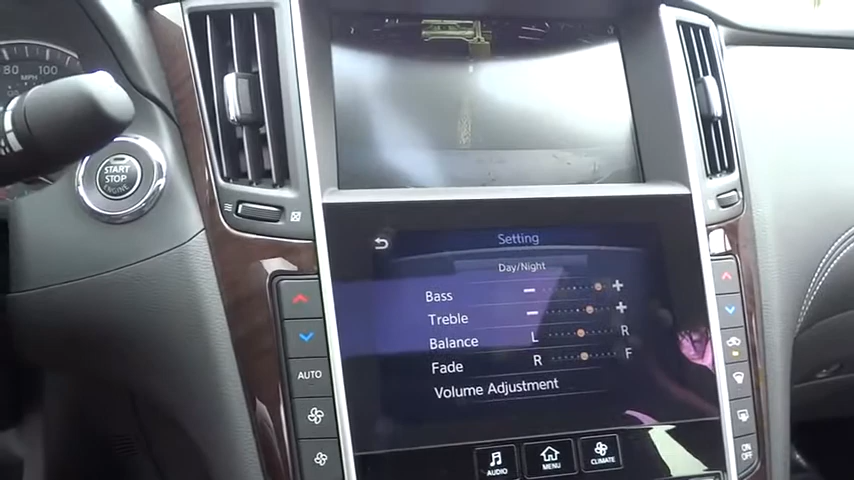 80 100
START
STOP
ENGINE
Setting
Day/Night
Bass - +
Treble - +
Balance L R
Fade R F
Volume Adjustment
AUTO
AUDIO
MENU
CLIMATE
ON
OFF